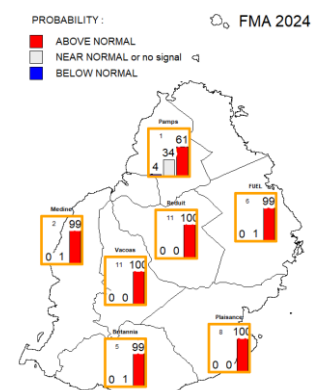 PROBABILITY :
FMA 2024
ABOVE NORMAL
NEAR NORMAL or no signal
BELOW NORMAL
Pamps
1
4 34 61
FUEL
6
0 1 99
Reduit
11
0 0 100
Medine
2
0 1 99
Vacoas
11
0 0 100
Plaisance
8
0 0 100
Britannia
5
0 1 99